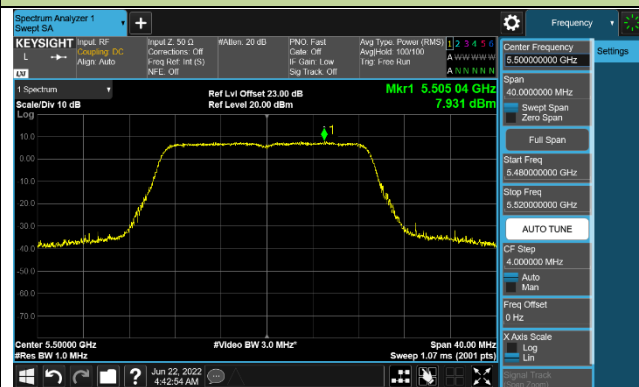 Spectrum Analyzer 1
Swept SA
Frequency
KEYSIGHT
Input: RF
Coupling: DC
Align: Auto
Input Z: 50 Ω
Corrections: Off
Freq Ref: Int (S)
NFE: Off
#Atten: 20 dB
PNO: Fast
Gate: Off
IF Gain: Low
Sig Track: Off
Avg Type: Power (RMS)
Avg|Hold: 100/100
Trig: Free Run
1 2 3 4 5 6
A W W W W W
A N N N N N
L
LXI
1 Spectrum
Scale/Div 10 dB
Log
Ref Lvl Offset 23.00 dB
Ref Level 20.00 dBm
Mkr1 5.505 04 GHz
7.931 dBm
1
10.0
0.00
-10.0
-20.0
-30.0
-40.0
-50.0
-60.0
-70.0
Center 5.50000 GHz
#Res BW 1.0 MHz
#Video BW 3.0 MHz*
Span 40.00 MHz
Sweep 1.07 ms (2001 pts)
Jun 22, 2022
4:42:54 AM
Center Frequency
5.500000000 GHz
Settings
Span
40.0000000 MHz
Swept Span
Zero Span
Full Span
Start Freq
5.480000000 GHz
Stop Freq
5.520000000 GHz
AUTO TUNE
CF Step
4.000000 MHz
Auto
Man
Freq Offset
0 Hz
X Axis Scale
Log
Lin
Signal Track
(Span Zoom)